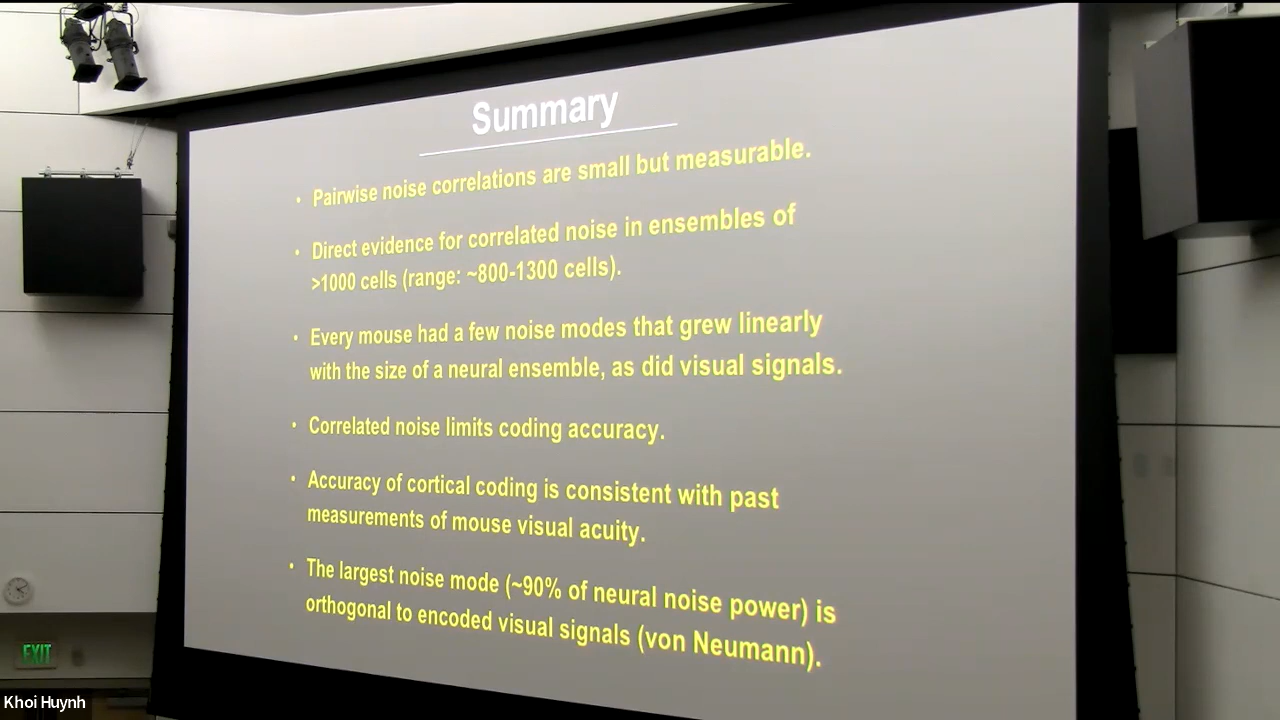 Summary
• Pairwise noise correlations are small but measurable.
• Direct evidence for correlated noise in ensembles of
>1000 cells (range: ~800-1300 cells).
• Every mouse had a few noise modes that grew linearly
with the size of a neural ensemble, as did visual signals.
• Correlated noise limits coding accuracy.
• Accuracy of cortical coding is consistent with past
measurements of mouse visual acuity.
• The largest noise mode (~90% of neural noise power) is
orthogonal to encoded visual signals (von Neumann).
EXIT
Khoi Huynh